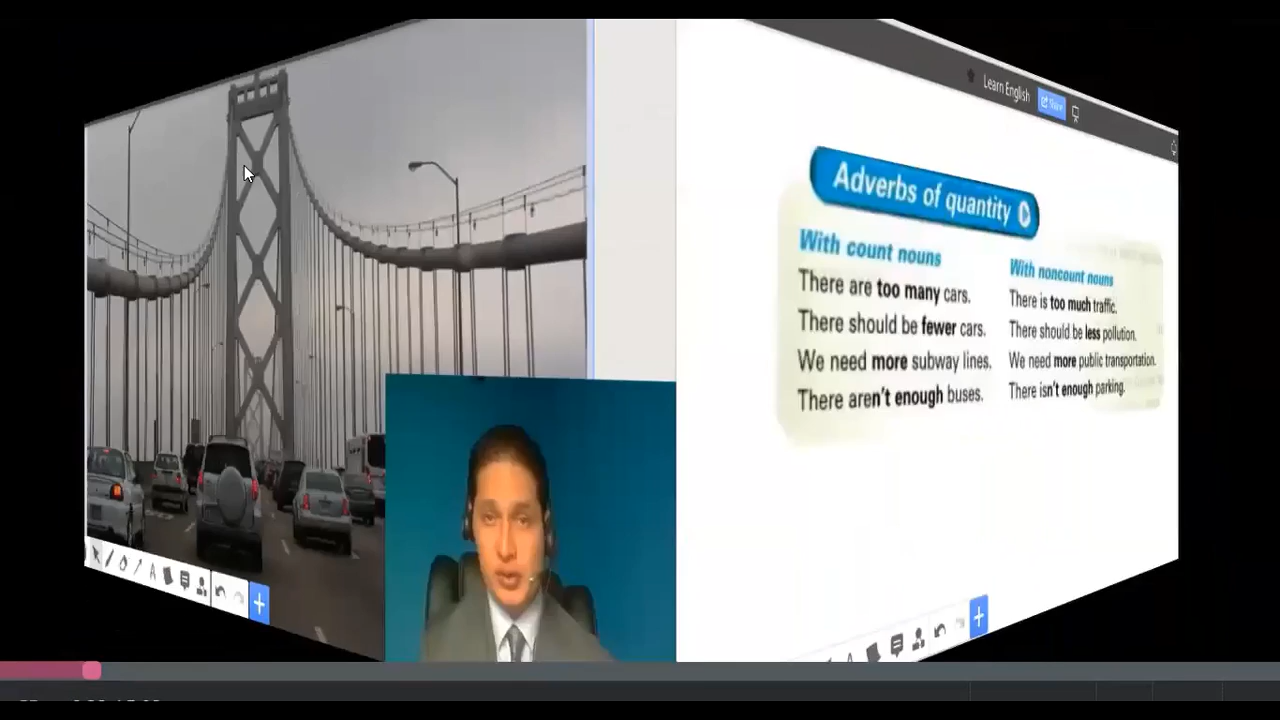 Learn English
Share
Adverbs of quantity
With count nouns
There are too many cars.
There should be fewer cars.
We need more subway lines.
There aren't enough buses.
With noncount nouns
There is too much traffic.
There should be less pollution.
We need more public transportation.
There isn't enough parking.